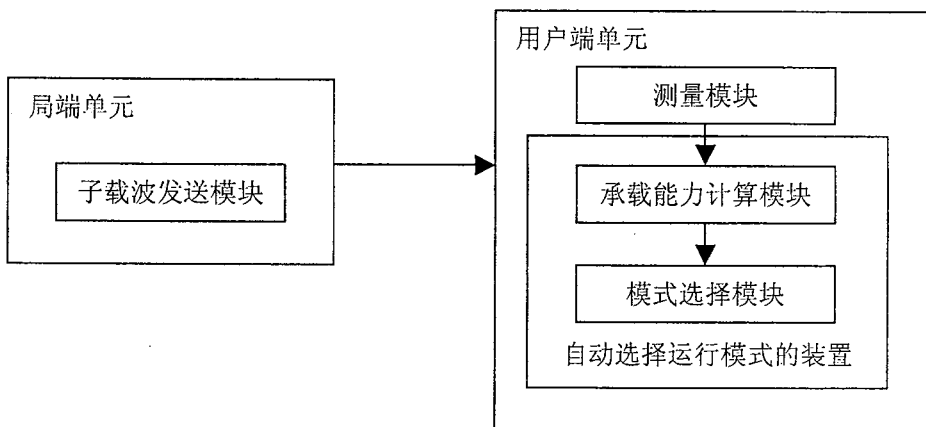 局端单元
子载波发送模块
用户端单元
测量模块
承载能力计算模块
模式选择模块
自动选择运行模式的装置